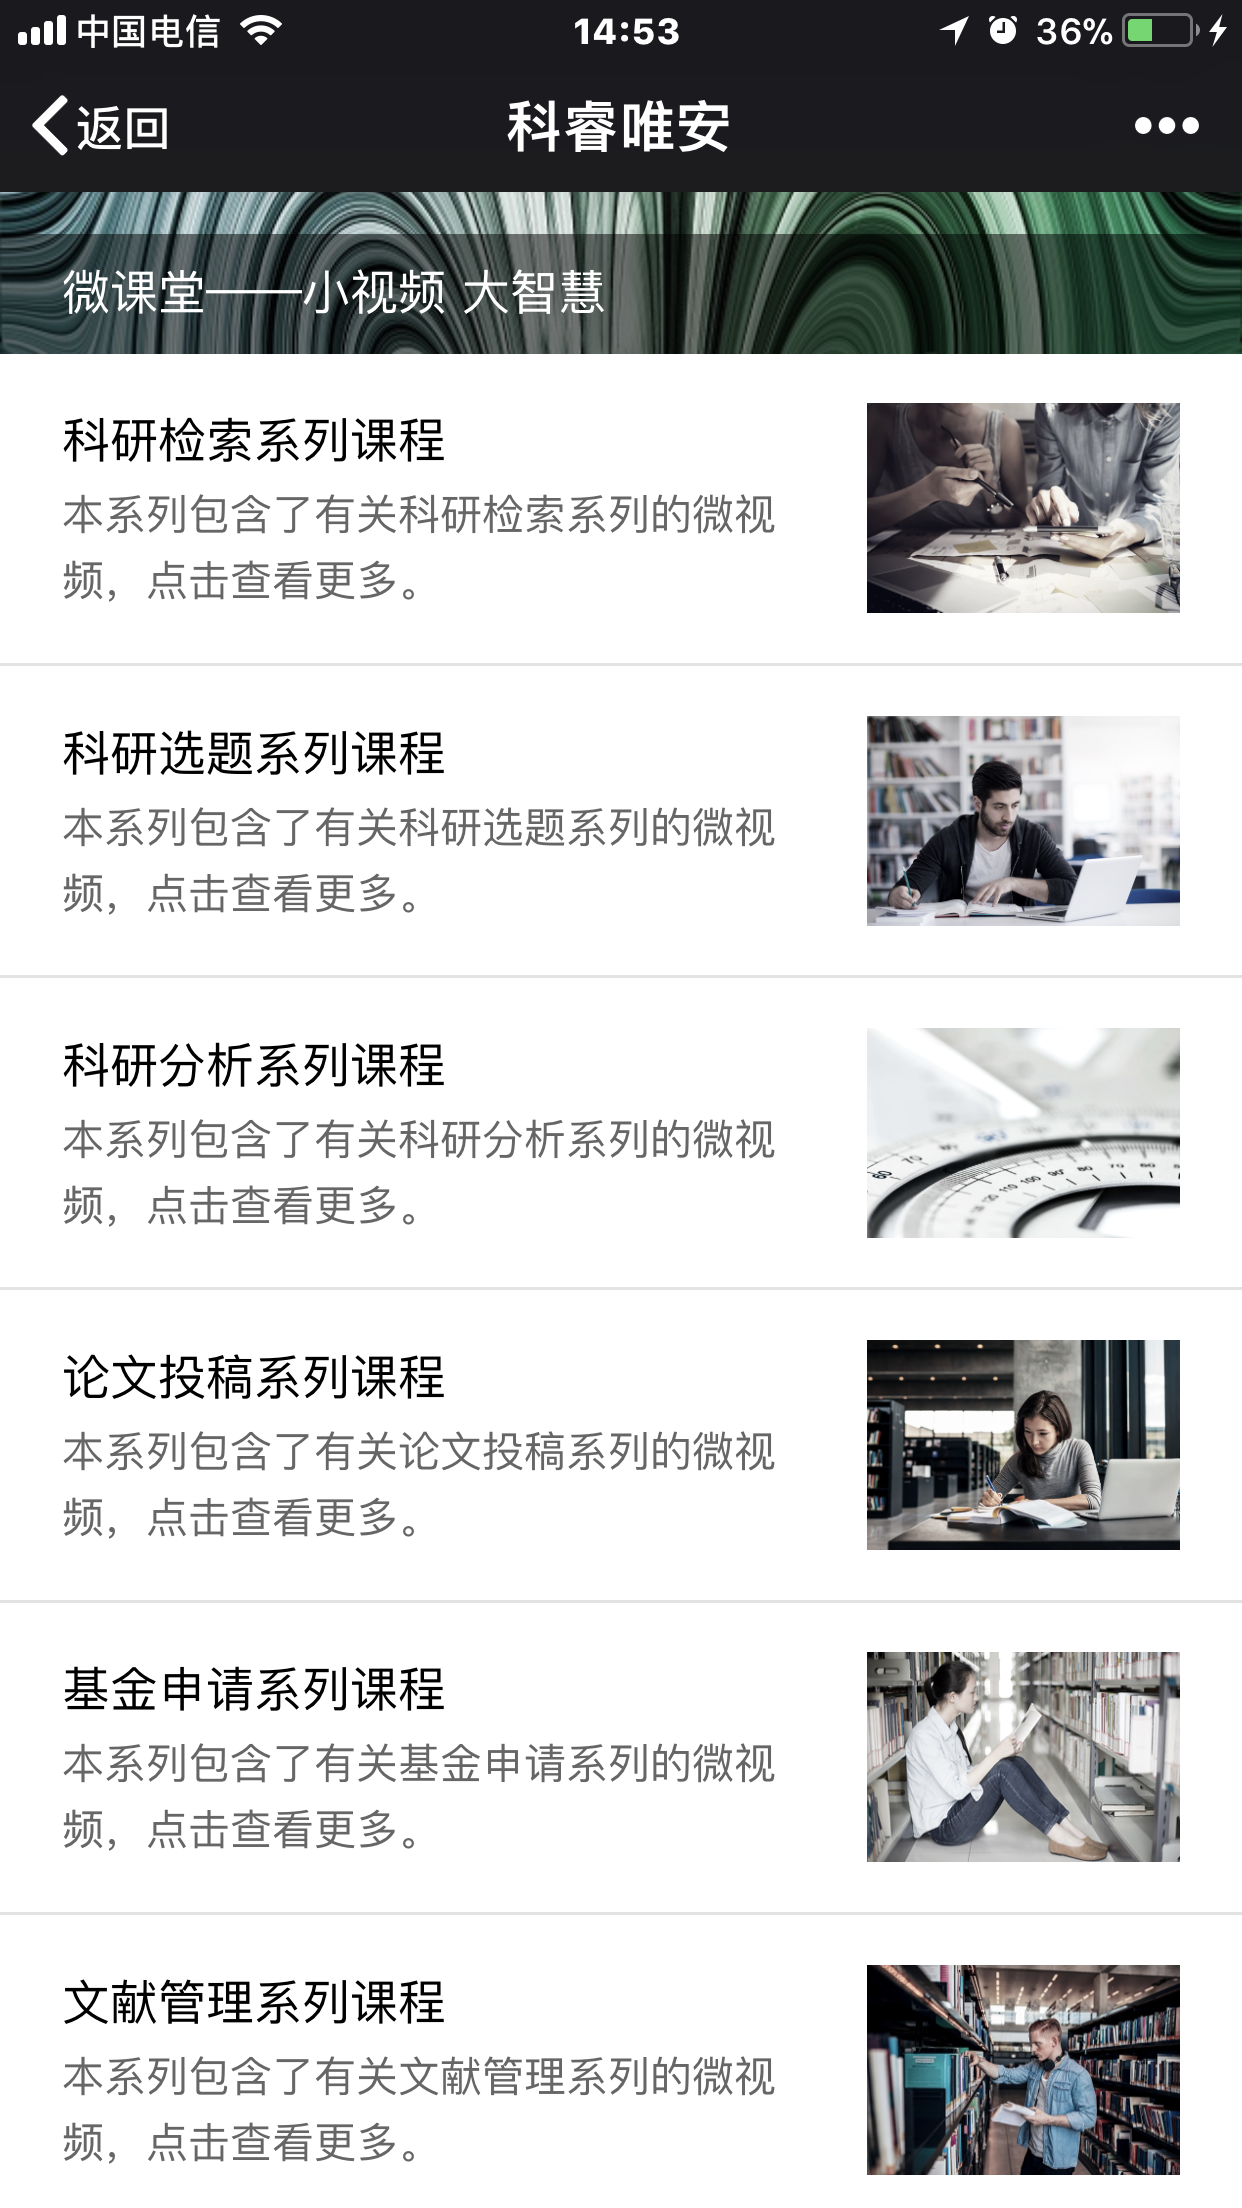 中国电信 14:53 36%
返回 科睿唯安
微课堂——小视频 大智慧
科研检索系列课程
本系列包含了有关科研检索系列的微视
频，点击查看更多。
科研选题系列课程
本系列包含了有关科研选题系列的微视
频，点击查看更多。
科研分析系列课程
本系列包含了有关科研分析系列的微视
频，点击查看更多。
论文投稿系列课程
本系列包含了有关论文投稿系列的微视
频，点击查看更多。
基金申请系列课程
本系列包含了有关基金申请系列的微视
频，点击查看更多。
文献管理系列课程
本系列包含了有关文献管理系列的微视
频，点击查看更多。